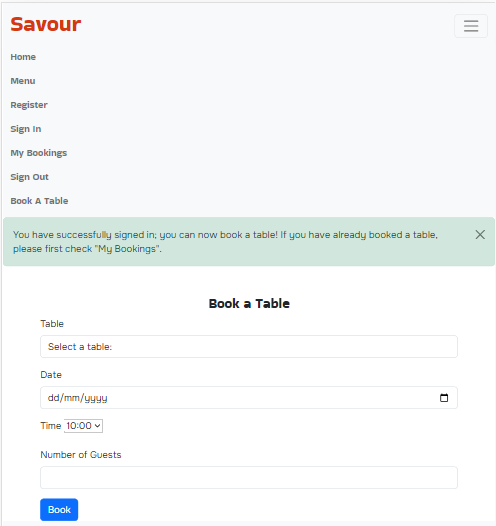 Savour
Home
Menu
Register
Sign In
My Bookings
Sign Out
Book A Table
You have successfully signed in; you can now book a table! If you have already booked a table,
please first check "My Bookings".
Book a Table
Table
Select a table:
Date
dd/mm/yyyy
Time 10:00
Number of Guests
Book